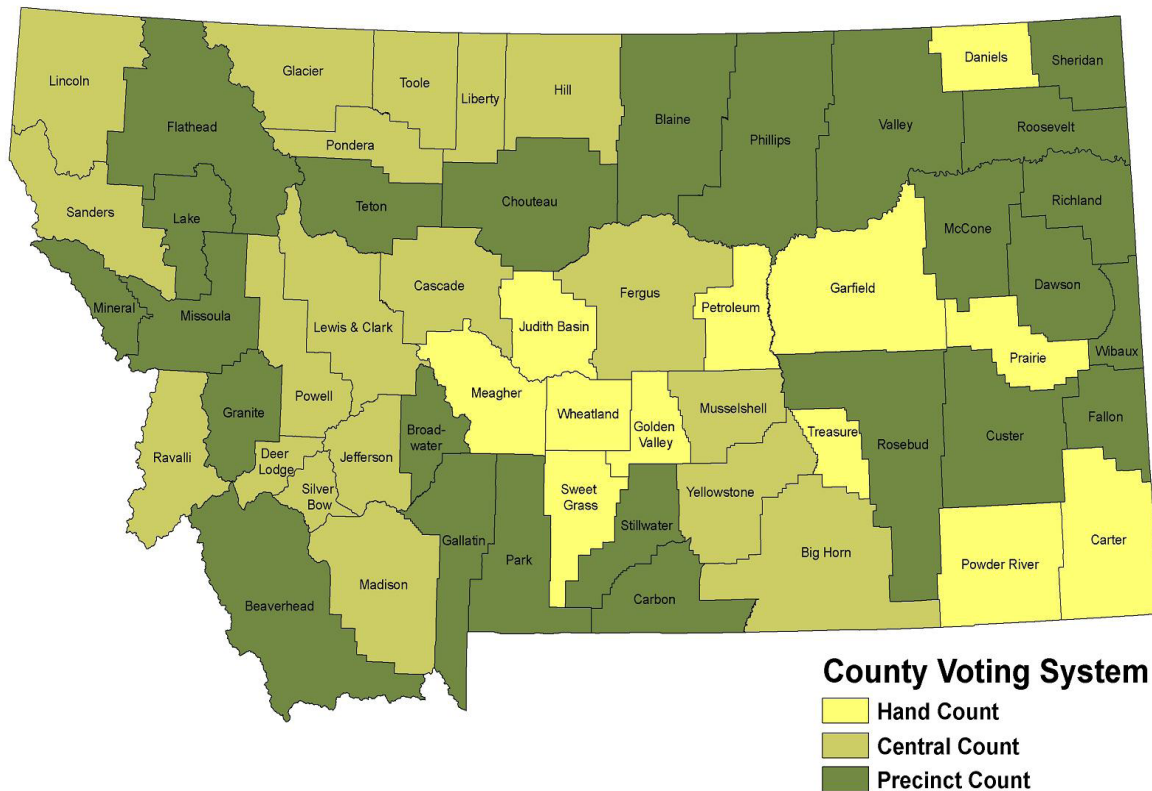 Lincoln
Flathead
Glacier
Toole
Liberty
Hill
Blaine
Phillips
Valley
Daniels
Sheridan
Roosevelt
Pondera
Teton
Chouteau
Sanders
Lake
Richland
McCone
Dawson
Mineral
Missoula
Cascade
Lewis & Clark
Judith Basin
Fergus
Petroleum
Garfield
Prairie
Wibaux
Ravalli
Granite
Powell
Deer
Lodge
Silver
Bow
Jefferson
Broad-
water
Meagher
Wheatland
Golden
Valley
Musselshell
Treasure
Rosebud
Custer
Fallon
Beaverhead
Madison
Gallatin
Park
Sweet
Grass
Stillwater
Yellowstone
Carbon
Big Horn
Powder River
Carter
County Voting System
Hand Count
Central Count
Precinct Count